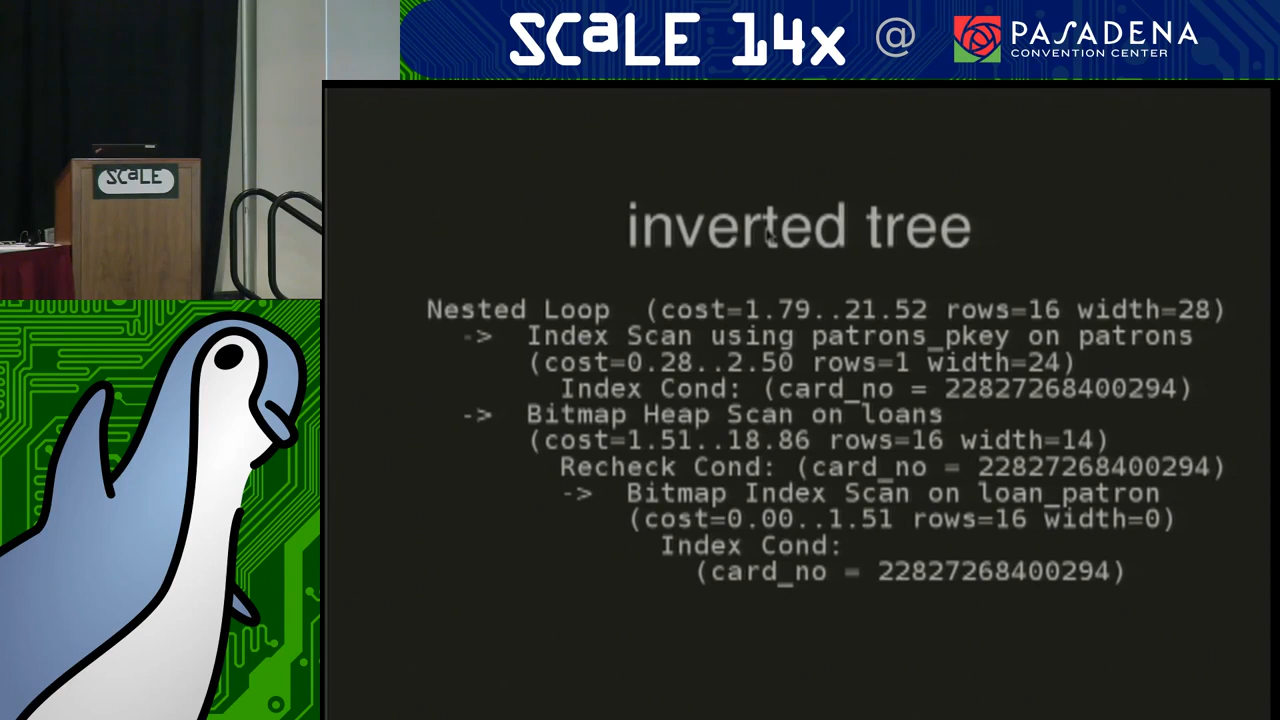 SCALE 14x @ PASADENA
CONVENTION CENTER
SCALE
inverted tree
Nested Loop (cost=1.79..21.52 rows=16 width=28)
-> Index Scan using patrons_pkey on patrons
(cost=0.28..2.50 rows=1 width=24)
Index Cond: (card_no = 22827268400294)
-> Bitmap Heap Scan on loans
(cost=1.51..18.86 rows=16 width=14)
Recheck Cond: (card_no = 22827268400294)
-> Bitmap Index Scan on loan_patron
(cost=0.00..1.51 rows=16 width=0)
Index Cond:
(card_no = 22827268400294)